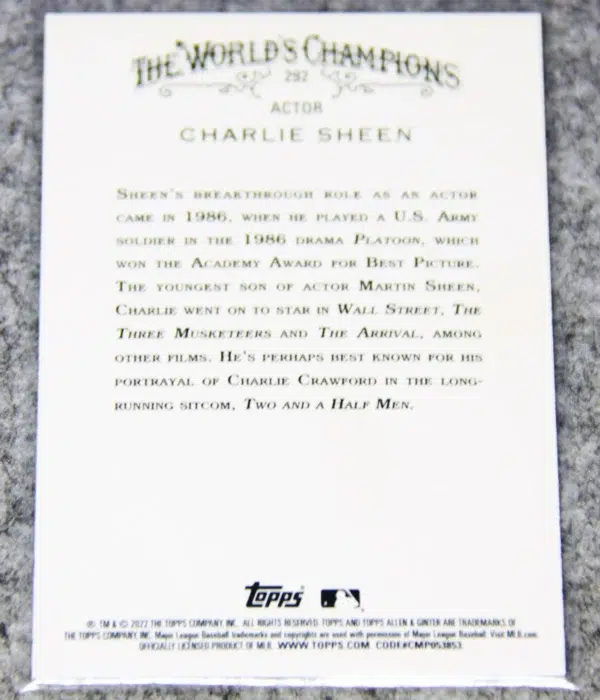 THE WORLD'S CHAMPIONS
292
ACTOR
CHARLIE SHEEN
SHEEN'S BREAKTHROUGH ROLE AS AN ACTOR
CAME IN 1986, WHEN HE PLAYED A U.S. ARMY
SOLDIER IN THE 1986 DRAMA PLATOON, WHICH
WON THE ACADEMY AWARD FOR BEST PICTURE.
THE YOUNGEST SON OF ACTOR MARTIN SHEEN,
CHARLIE WENT ON TO STAR IN WALL STREET, THE
THREE MUSKETEERS AND THE ARRIVAL, AMONG
OTHER FILMS. HE'S PERHAPS BEST KNOWN FOR HIS
PORTRAYAL OF CHARLIE CRAWFORD IN THE LONG-
RUNNING SITCOM, TWO AND A HALF MEN.
Topps
® TM & © 2022 THE TOPPS COMPANY, INC. ALL RIGHTS RESERVED. TOPPS AND TOPPS ALLEN & GINTER ARE TRADEMARKS OF
THE TOPPS COMPANY, INC. Major League Baseball trademarks and copyrights are used with permission of Major League Baseball. Visit MLB.com.
OFFICIALLY LICENSED PRODUCT OF MLB. WWW.TOPPS.COM CODE#CMP053853